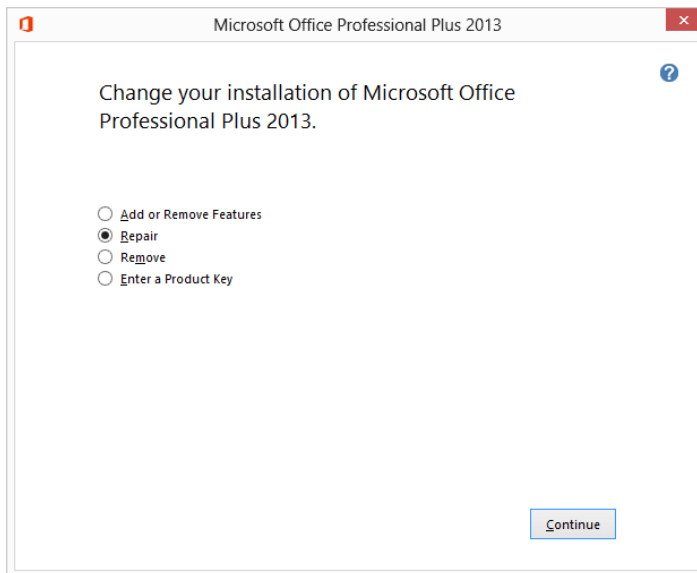 Microsoft Office Professional Plus 2013
Change your installation of Microsoft Office
Professional Plus 2013.
Add or Remove Features
Repair
Remove
Enter a Product Key
Continue